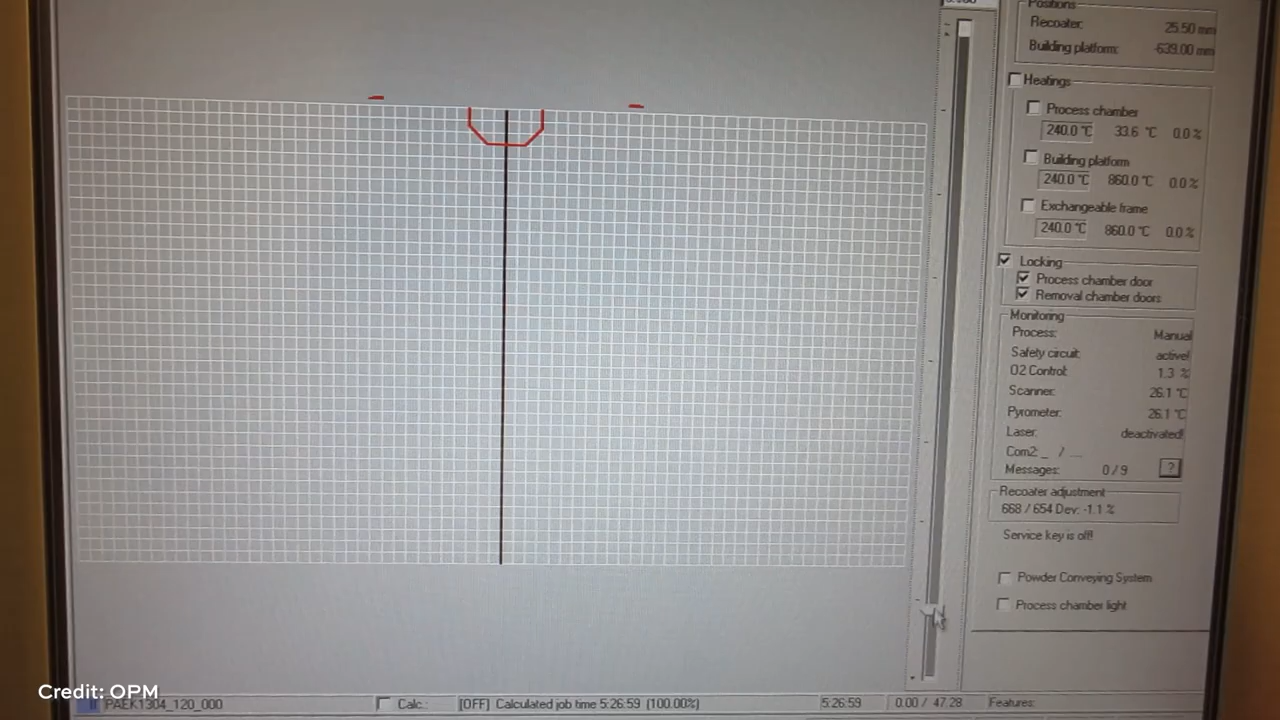 Positions
Recoater: 25.50 mm
Building platform: -639.00 mm
Heatings
Process chamber
240.0 °C 33.6 °C 0.0 %
Building platform
240.0 °C 860.0 °C 0.0 %
Exchangeable frame
240.0 °C 860.0 °C 0.0 %
Locking
Process chamber door
Removal chamber doors
Monitoring
Process: Manual
Safety circuit: active!
O2 Control: 1.3 %
Scanner: 26.1 °C
Pyrometer: 26.1 °C
Laser: deactivated!
Com2: _ / ...
Messages: 0 / 9 ?
Recoater adjustment
668 / 654 Dev: -1.1 %
Service key is off!
Powder Conveying System
Process chamber light
Credit: OPM
PAEK1304_120_000 Calc.: [OFF] Calculated job time 5:26:59 (100.00%) 5:26:59 0.00 / 47.28 Features: